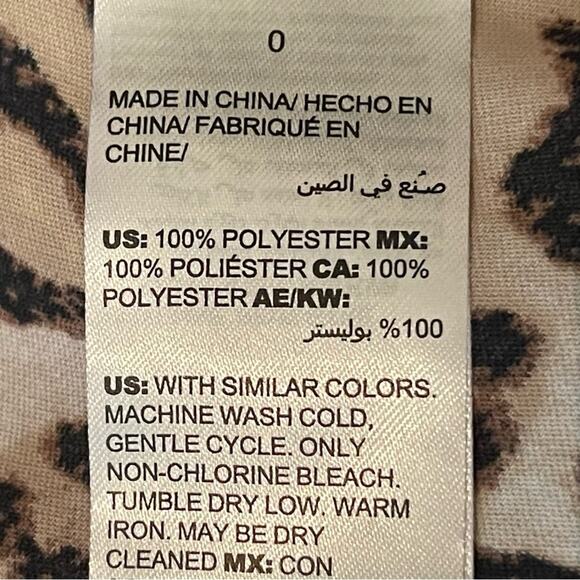 0
MADE IN CHINA/ HECHO EN
CHINA/ FABRIQUÉ EN
CHINE/
صنع في الصين
US: 100% POLYESTER MX:
100% POLIÉSTER CA: 100%
POLYESTER AE/KW:
100% بوليستر
US: WITH SIMILAR COLORS.
MACHINE WASH COLD,
GENTLE CYCLE. ONLY
NON-CHLORINE BLEACH.
TUMBLE DRY LOW. WARM
IRON. MAY BE DRY
CLEANED MX: CON